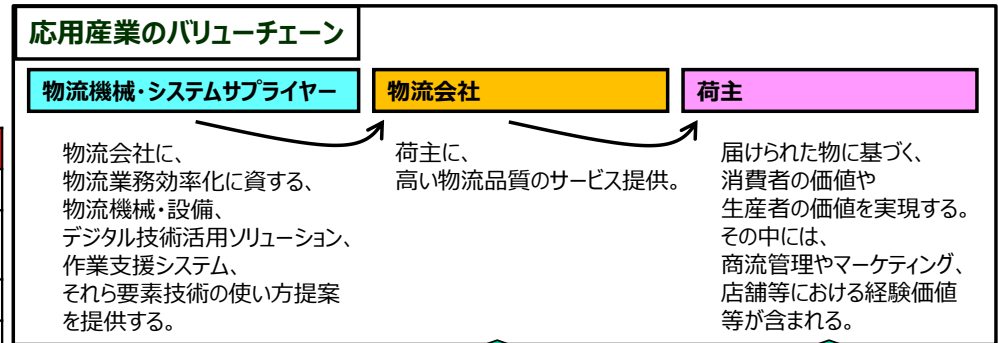 応用産業のバリューチェーン
物流機械・システムサプライヤー
物流会社
荷主
物流会社に、
物流業務効率化に資する、
物流機械・設備、
デジタル技術活用ソリューション、
作業支援システム、
それら要素技術の使い方提案
を提供する。
荷主に、
高い物流品質のサービス提供。
届けられた物に基づく、
消費者の価値や
生産者の価値を実現する。
その中には、
商流管理やマーケティング、
店舗等における経験価値
等が含まれる。